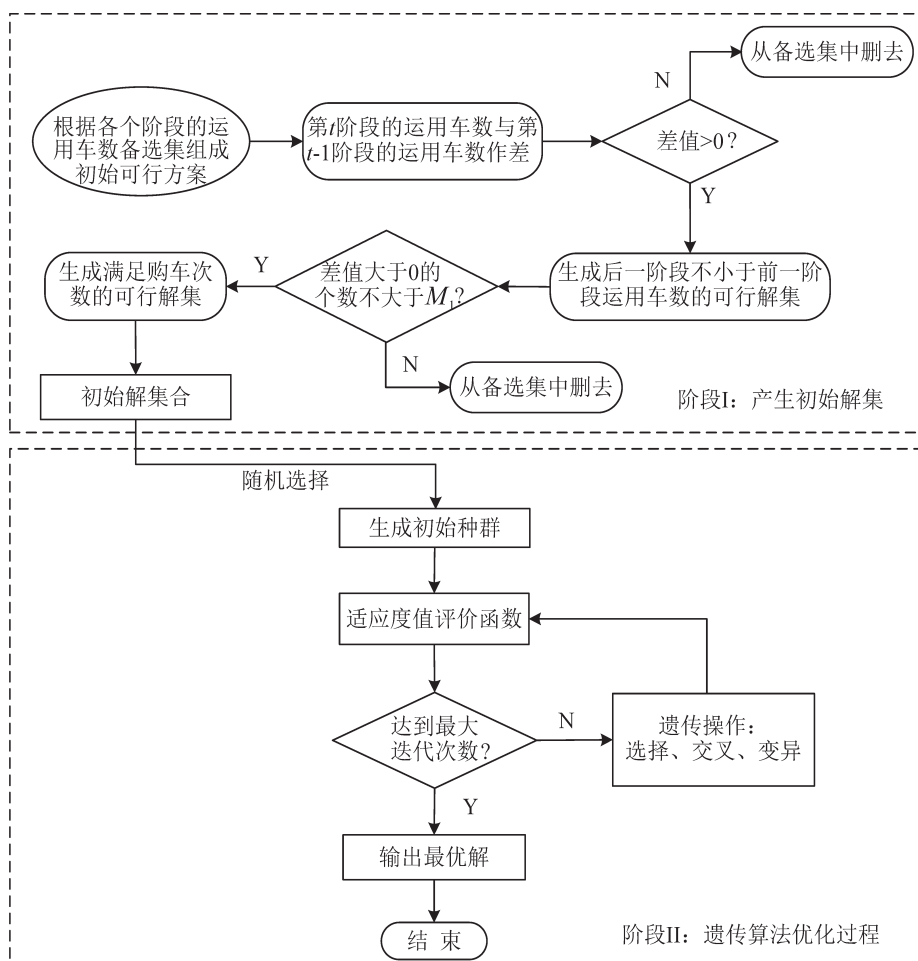 根据各个阶段的运
用车数备选集组成
初始可行方案
第t阶段的运用车数与第
t-1阶段的运用车数作差
差值>0?
N
从备选集中删去
Y
生成后一阶段不小于前一阶
段运用车数的可行解集
差值大于0的
个数不大于M₁?
Y
生成满足购车次
数的可行解集
N
从备选集中删去
初始解集合
阶段I：产生初始解集
随机选择
生成初始种群
适应度值评价函数
达到最大
迭代次数?
N
遗传操作：
选择、交叉、变异
Y
输出最优解
结 束
阶段II：遗传算法优化过程